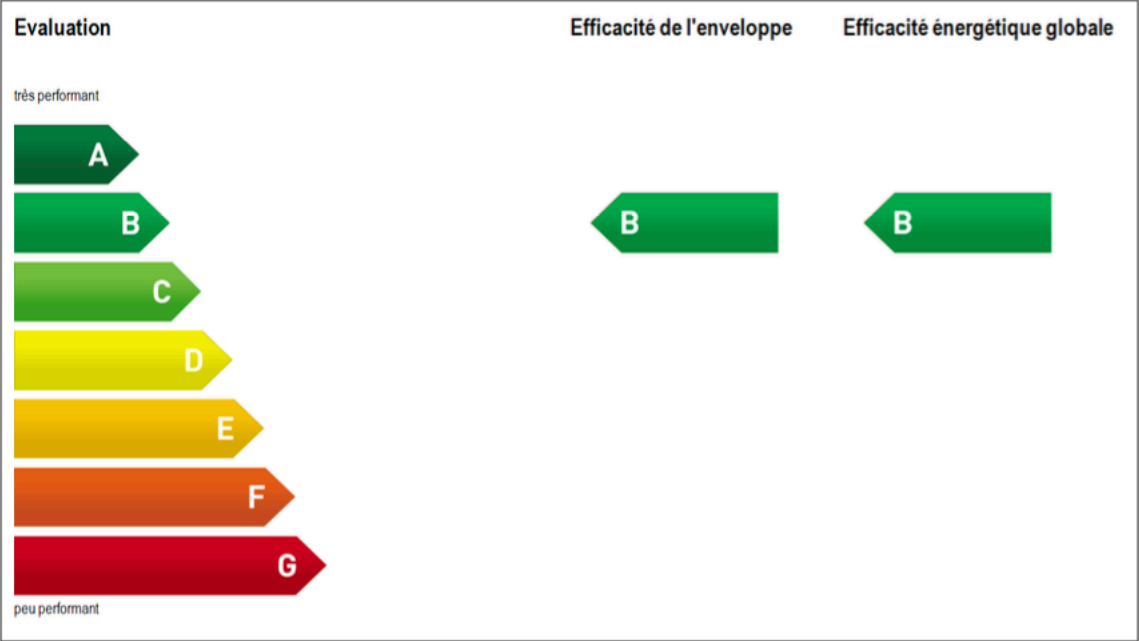 Evaluation Efficacité de l'enveloppe Efficacité énergétique globale
très performant
A
B B B
C
D
E
F
G
peu performant